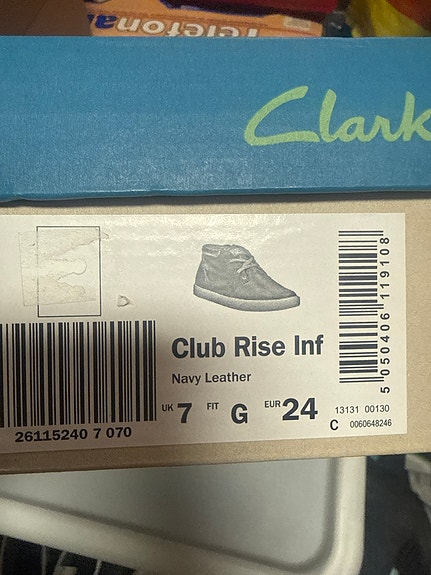 Telefona
Clark
Club Rise Inf
Navy Leather
UK 7 FIT G EUR 24
26115240 7 070
5 050406 119108
13131 00130
C 0060648246